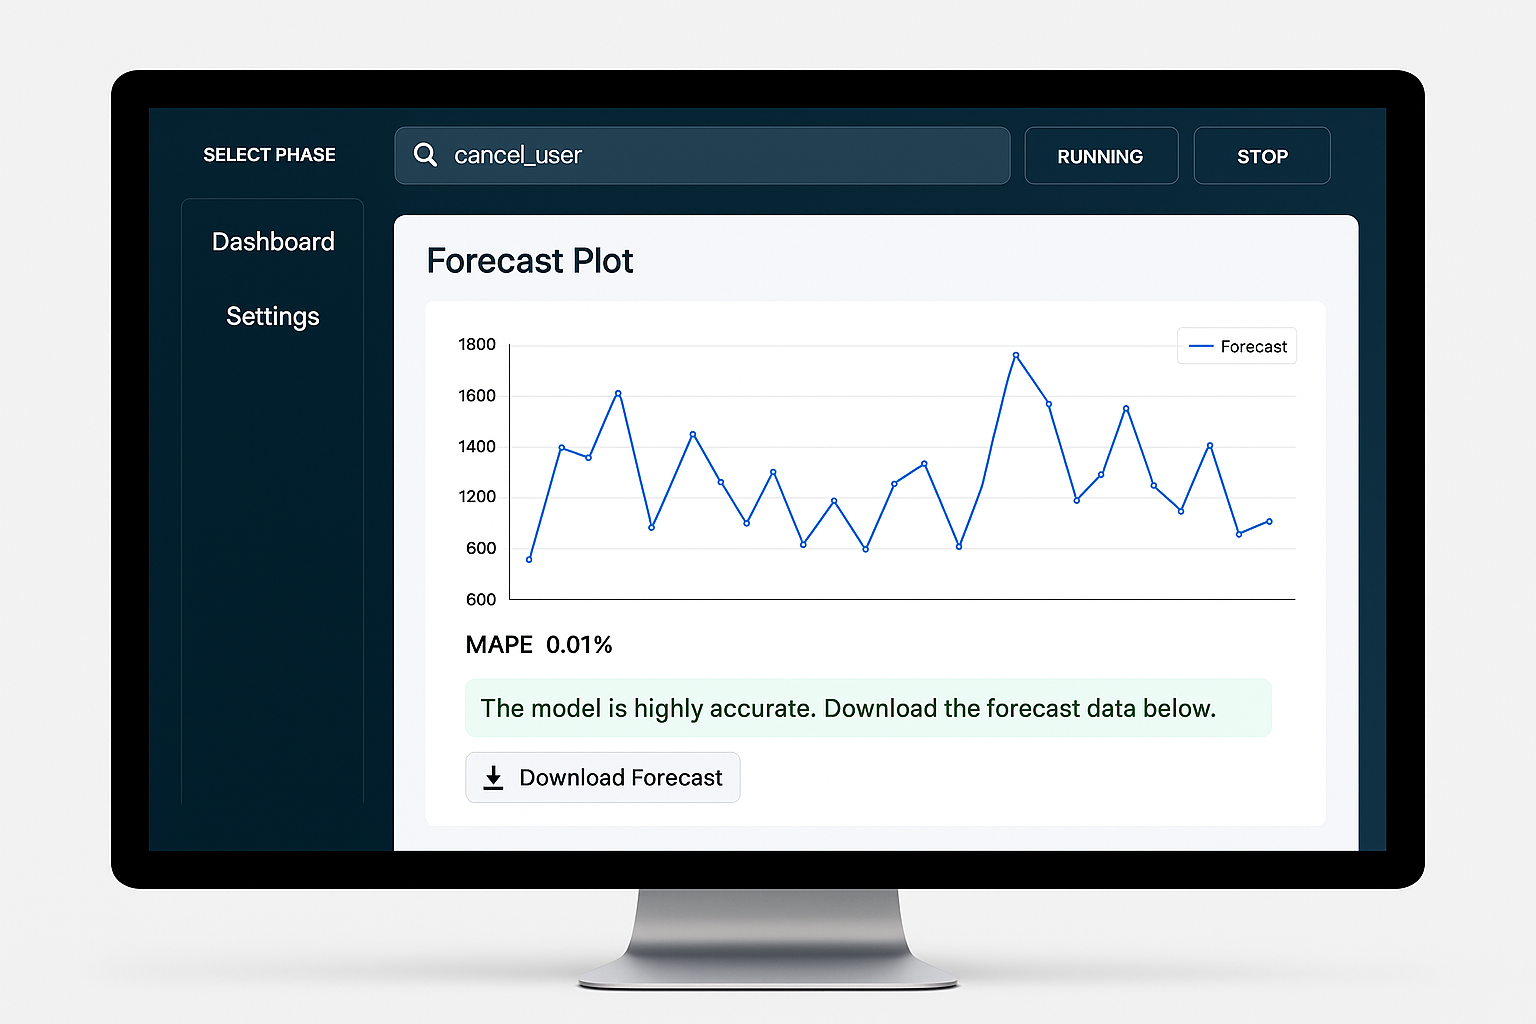 SELECT PHASE
cancel_user
RUNNING
STOP
Dashboard
Settings
Forecast Plot
Forecast
1800
1600
1400
1200
600
600
MAPE 0.01%
The model is highly accurate. Download the forecast data below.
Download Forecast